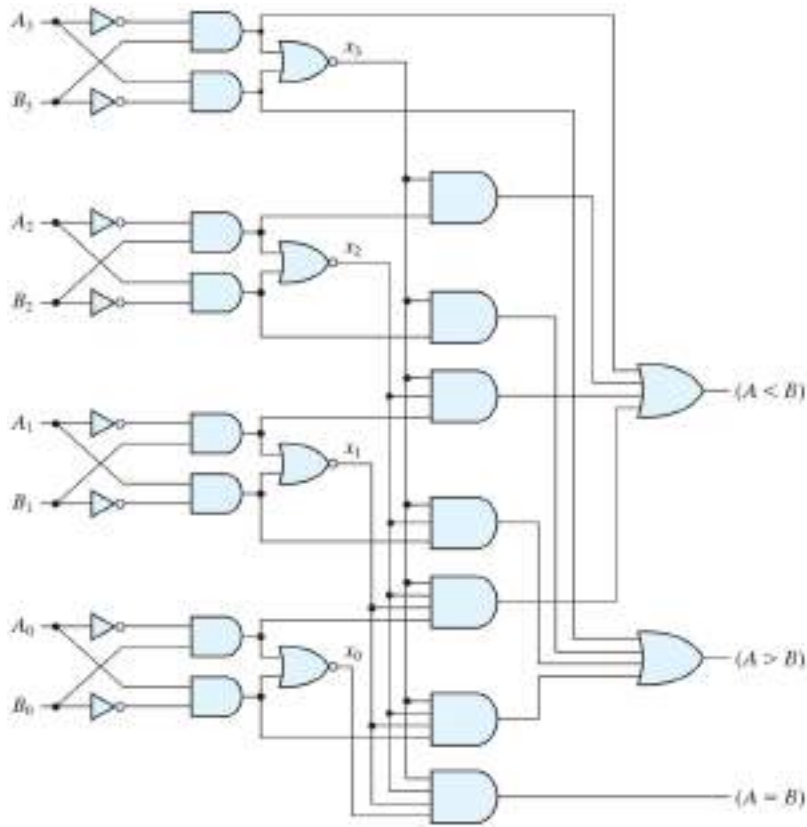 A₃
x₃
B₃
A₂
x₂
B₂
(A < B)
A₁
x₁
B₁
A₀
x₀
(A > B)
B₀
(A = B)